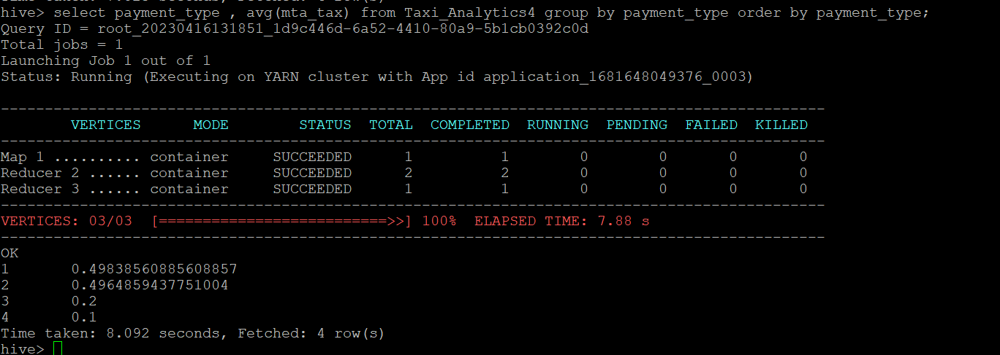 hive> select payment_type , avg(mta_tax) from Taxi_Analytics4 group by payment_type order by payment_type;
Query ID = root_20230416131851_1d9c446d-6a52-4410-80a9-5b1cb0392c0d
Total jobs = 1
Launching Job 1 out of 1
Status: Running (Executing on YARN cluster with App id application_1681648049376_0003)
----------------------------------------------------------------------------------------------
        VERTICES      MODE        STATUS  TOTAL  COMPLETED  RUNNING  PENDING  FAILED  KILLED
----------------------------------------------------------------------------------------------
Map 1 .......... container     SUCCEEDED      1          1        0        0       0       0
Reducer 2 ...... container     SUCCEEDED      2          2        0        0       0       0
Reducer 3 ...... container     SUCCEEDED      1          1        0        0       0       0
----------------------------------------------------------------------------------------------
VERTICES: 03/03  [==========================>>] 100%  ELAPSED TIME: 7.88 s
----------------------------------------------------------------------------------------------
OK
1       0.49838560885608857
2       0.4964859437751004
3       0.2
4       0.1
Time taken: 8.092 seconds, Fetched: 4 row(s)
hive>